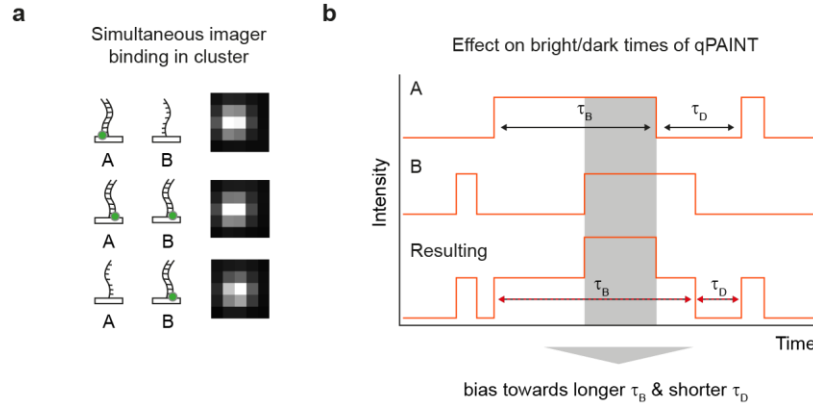 a
Simultaneous imager
binding in cluster
A B
A B
A B
b
Effect on bright/dark times of qPAINT
Intensity
A
τB
τD
B
Resulting
τB
τD
Time
bias towards longer τB & shorter τD